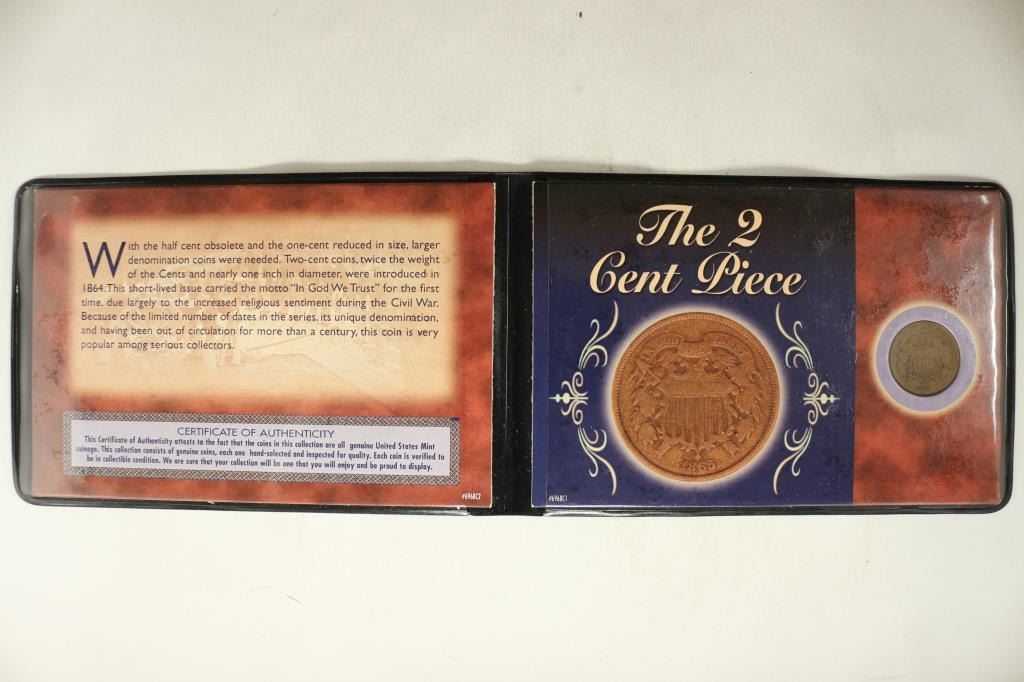 With the half cent obsolete and the one-cent reduced in size, larger
denomination coins were needed. Two-cent coins, twice the weight
of the Cents and nearly one inch in diameter, were introduced in
1864. This short-lived issue carried the motto "In God We Trust" for the first
time, due largely to the increased religious sentiment during the Civil War.
Because of the limited number of dates in the series, its unique denomination,
and having been out of circulation for more than a century, this coin is very
popular among serious collectors.
CERTIFICATE OF AUTHENTICITY
This Certificate of Authenticity attests to the fact that the coins in this collection are all genuine United States Mint
coinage. This collection consists of genuine coins, each one hand-selected and inspected for quality. Each coin is verified to
be in collectible condition. We are sure that your collection will be one that you will enjoy and be proud to display.
#6968C2
The 2
Cent Piece
1865
#6968C1